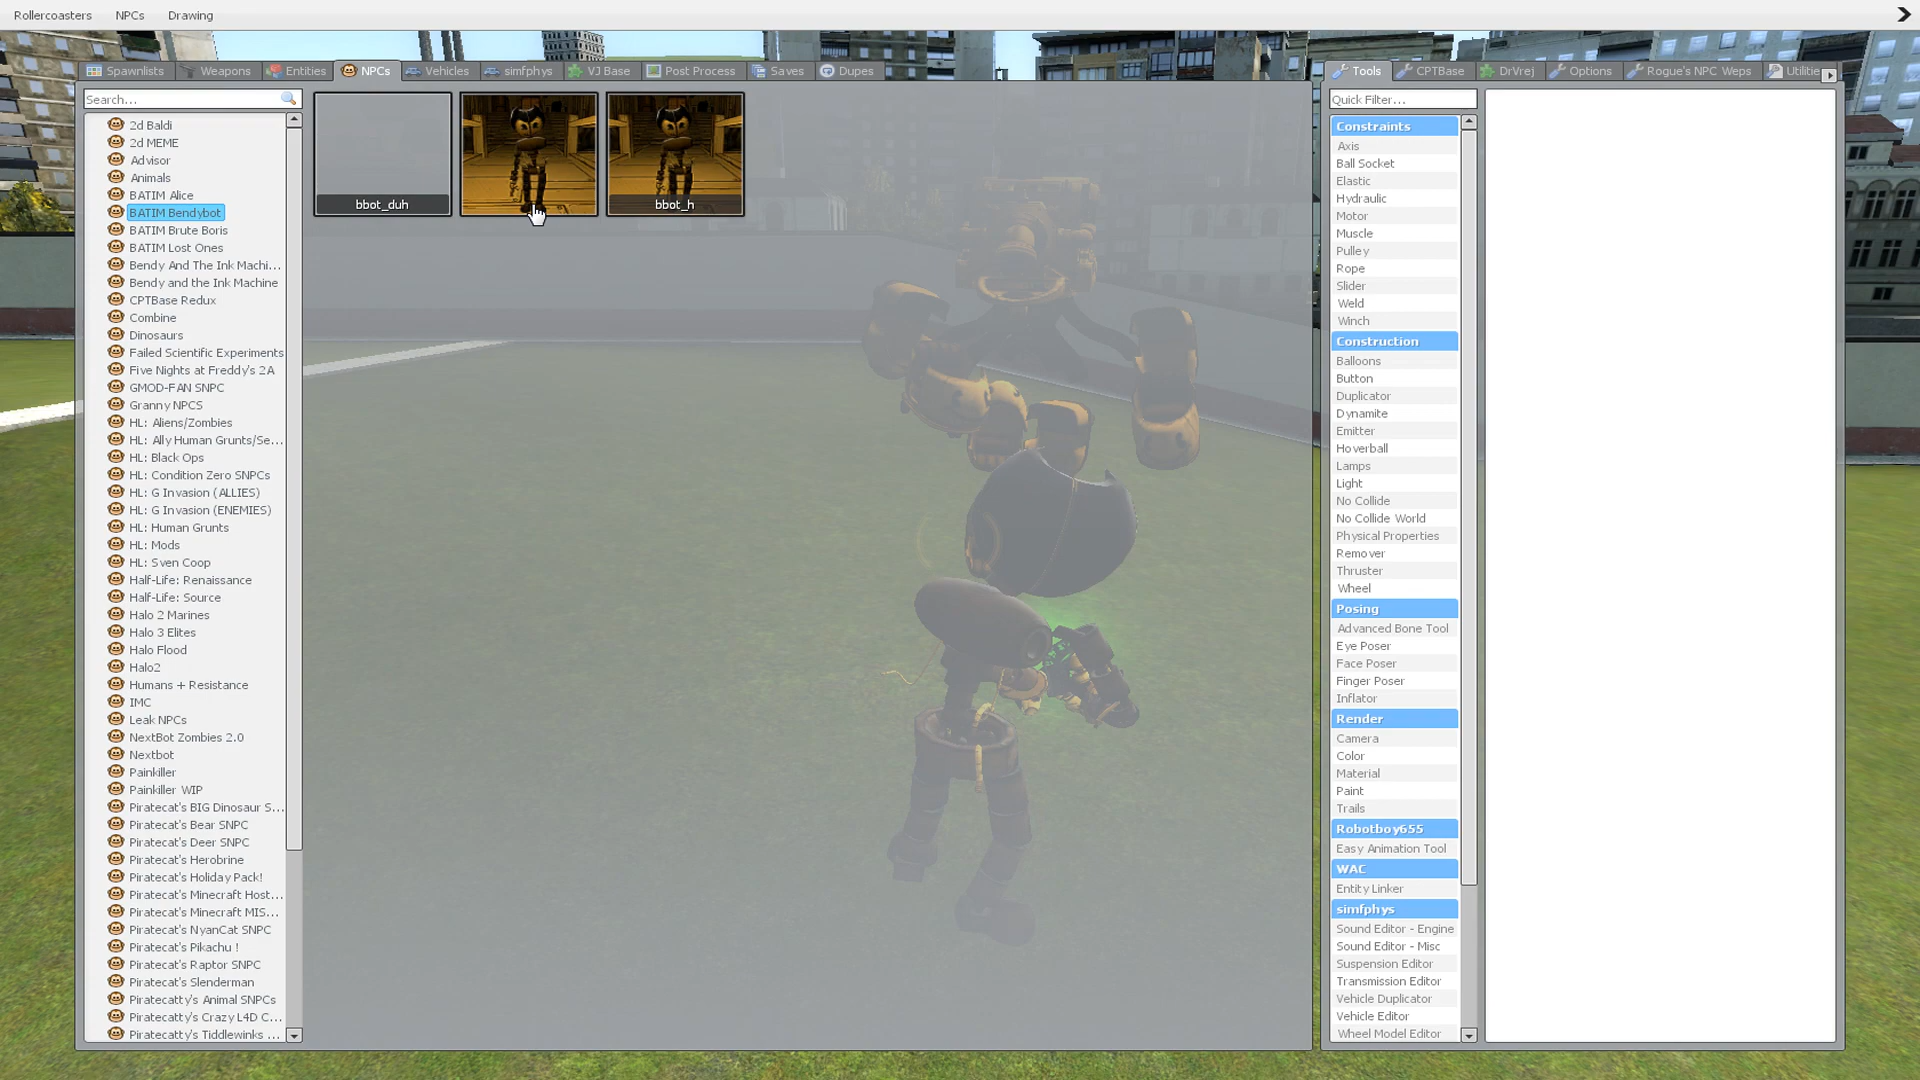 Rollercoasters NPCs Drawing
Spawnlists Weapons Entities NPCs Vehicles simfphys VJ Base Post Process Saves Dupes
Tools CPTBase DrVrej Options Rogue's NPC Weps Utilitie
Search...
2d Baldi
2d MEME
Advisor
Animals
BATIM Alice
BATIM Bendybot
BATIM Brute Boris
BATIM Lost Ones
Bendy And The Ink Machi...
Bendy and the Ink Machine
CPTBase Redux
Combine
Dinosaurs
Failed Scientific Experiments
Five Nights at Freddy's 2A
GMOD-FAN SNPC
Granny NPCS
HL: Aliens/Zombies
HL: Ally Human Grunts/Se...
HL: Black Ops
HL: Condition Zero SNPCs
HL: G Invasion (ALLIES)
HL: G Invasion (ENEMIES)
HL: Human Grunts
HL: Mods
HL: Sven Coop
Half-Life: Renaissance
Half-Life: Source
Halo 2 Marines
Halo 3 Elites
Halo Flood
Halo2
Humans + Resistance
IMC
Leak NPCs
NextBot Zombies 2.0
Nextbot
Painkiller
Painkiller WIP
Piratecat's BIG Dinosaur S...
Piratecat's Bear SNPC
Piratecat's Deer SNPC
Piratecat's Herobrine
Piratecat's Holiday Pack!
Piratecat's Minecraft Host...
Piratecat's Minecraft MIS...
Piratecat's NyanCat SNPC
Piratecat's Pikachu !
Piratecat's Raptor SNPC
Piratecat's Slenderman
Piratecatty's Animal SNPCs
Piratecatty's Crazy L4D C...
Piratecatty's Tiddlewinks ...
bbot_duh
bbot_h
Quick Filter...
Constraints
Axis
Ball Socket
Elastic
Hydraulic
Motor
Muscle
Pulley
Rope
Slider
Weld
Winch
Construction
Balloons
Button
Duplicator
Dynamite
Emitter
Hoverball
Lamps
Light
No Collide
No Collide World
Physical Properties
Remover
Thruster
Wheel
Posing
Advanced Bone Tool
Eye Poser
Face Poser
Finger Poser
Inflator
Render
Camera
Color
Material
Paint
Trails
Robotboy655
Easy Animation Tool
WAC
Entity Linker
simfphys
Sound Editor - Engine
Sound Editor - Misc
Suspension Editor
Transmission Editor
Vehicle Duplicator
Vehicle Editor
Wheel Model Editor